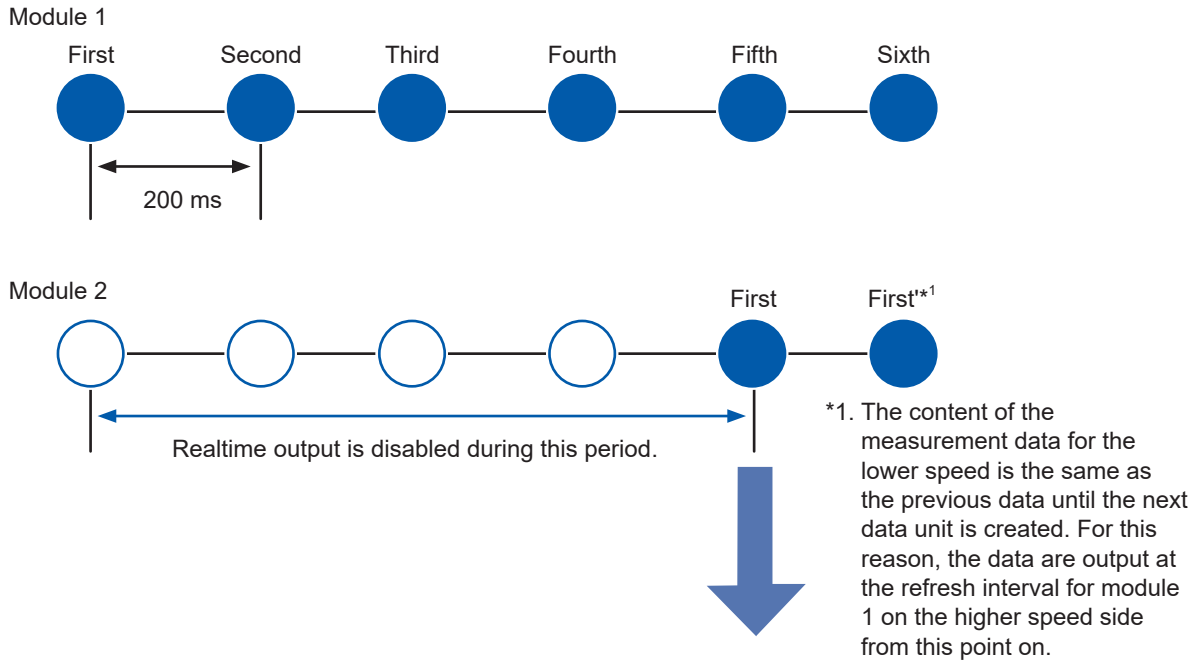 Module 1
First Second Third Fourth Fifth Sixth
200 ms
Module 2
First First'*1
Realtime output is disabled during this period.
*1. The content of the
measurement data for the
lower speed is the same as
the previous data until the next
data unit is created. For this
reason, the data are output at
the refresh interval for module
1 on the higher speed side
from this point on.